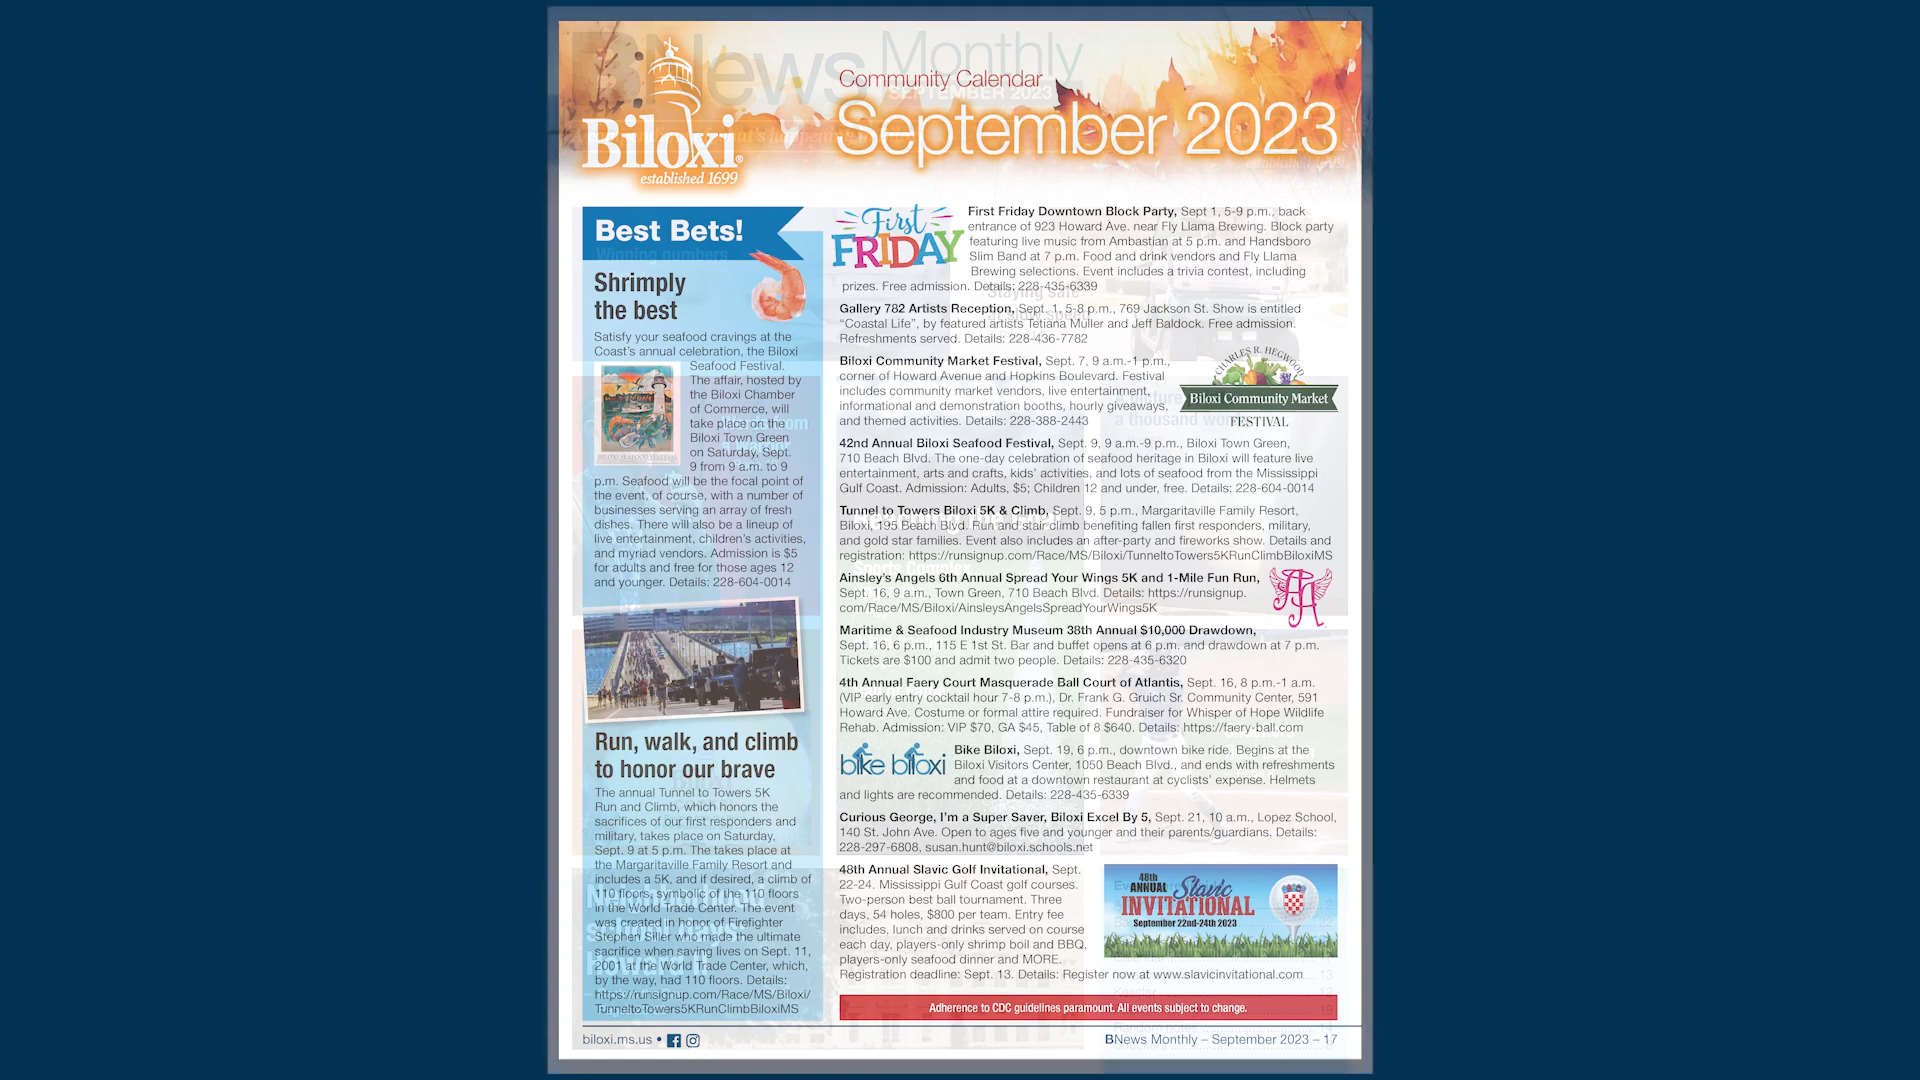 BNews Monthly
SEPTEMBER 2023
Biloxi®
established 1699
Community Calendar
September 2023
Best Bets!
Winning numbers
Shrimply
the best
Satisfy your seafood cravings at the
Coast's annual celebration, the Biloxi
Seafood Festival.
The affair, hosted by
the Biloxi Chamber
of Commerce, will
take place on the
Biloxi Town Green
on Saturday, Sept.
9 from 9 a.m. to 9
p.m. Seafood will be the focal point of
the event, of course, with a number of
businesses serving an array of fresh
dishes. There will also be a lineup of
live entertainment, children's activities,
and myriad vendors. Admission is $5
for adults and free for those ages 12
and younger. Details: 228-604-0014
BILOXI SEAFOOD FESTIVAL
Run, walk, and climb
to honor our brave
The annual Tunnel to Towers 5K
Run and Climb, which honors the
sacrifices of our first responders and
military, takes place on Saturday,
Sept. 9 at 5 p.m. The takes place at
the Margaritaville Family Resort and
includes a 5K, and if desired, a climb of
110 floors, symbolic of the 110 floors
in the World Trade Center. The event
was created in honor of Firefighter
Stephen Siller who made the ultimate
sacrifice when saving lives on Sept. 11,
2001 at the World Trade Center, which,
by the way, had 110 floors. Details:
https://runsignup.com/Race/MS/Biloxi/
TunneltoTowers5KRunClimbBiloxiMS
First
FRIDAY
First Friday Downtown Block Party, Sept 1, 5-9 p.m., back
entrance of 923 Howard Ave. near Fly Llama Brewing. Block party
featuring live music from Ambastian at 5 p.m. and Handsboro
Slim Band at 7 p.m. Food and drink vendors and Fly Llama
Brewing selections. Event includes a trivia contest, including
prizes. Free admission. Details: 228-435-6339
Staying safe
Gallery 782 Artists Reception, Sept. 1, 5-8 p.m., 769 Jackson St. Show is entitled
“Coastal Life”, by featured artists Tetiana Muller and Jeff Baldock. Free admission.
Refreshments served. Details: 228-436-7782
Biloxi Community Market Festival, Sept. 7, 9 a.m.-1 p.m.,
corner of Howard Avenue and Hopkins Boulevard. Festival
includes community market vendors, live entertainment,
informational and demonstration booths, hourly giveaways,
and themed activities. Details: 228-388-2443
CHARLES R. HEGWOOD
Biloxi Community Market
FESTIVAL
42nd Annual Biloxi Seafood Festival, Sept. 9, 9 a.m.-9 p.m., Biloxi Town Green,
710 Beach Blvd. The one-day celebration of seafood heritage in Biloxi will feature live
entertainment, arts and crafts, kids' activities, and lots of seafood from the Mississippi
Gulf Coast. Admission: Adults, $5; Children 12 and under, free. Details: 228-604-0014
Tunnel to Towers Biloxi 5K & Climb, Sept. 9, 5 p.m., Margaritaville Family Resort,
Biloxi, 195 Beach Blvd. Run and stair climb benefiting fallen first responders, military,
and gold star families. Event also includes an after-party and fireworks show. Details and
registration: https://runsignup.com/Race/MS/Biloxi/TunneltoTowers5KRunClimbBiloxiMS
Sports Complex
Ainsley's Angels 6th Annual Spread Your Wings 5K and 1-Mile Fun Run,
Sept. 16, 9 a.m., Town Green, 710 Beach Blvd. Details: https://runsignup.
com/Race/MS/Biloxi/AinsleysAngelsSpreadYourWings5K
AA
Maritime & Seafood Industry Museum 38th Annual $10,000 Drawdown,
Sept. 16, 6 p.m., 115 E 1st St. Bar and buffet opens at 6 p.m. and drawdown at 7 p.m.
Tickets are $100 and admit two people. Details: 228-435-6320
4th Annual Faery Court Masquerade Ball Court of Atlantis, Sept. 16, 8 p.m.-1 a.m.
(VIP early entry cocktail hour 7-8 p.m.), Dr. Frank G. Gruich Sr. Community Center, 591
Howard Ave. Costume or formal attire required. Fundraiser for Whisper of Hope Wildlife
Rehab. Admission: VIP $70, GA $45, Table of 8 $640. Details: https://faery-ball.com
bike biloxi
Bike Biloxi, Sept. 19, 6 p.m., downtown bike ride. Begins at the
Biloxi Visitors Center, 1050 Beach Blvd., and ends with refreshments
and food at a downtown restaurant at cyclists' expense. Helmets
and lights are recommended. Details: 228-435-6339
Curious George, I'm a Super Saver, Biloxi Excel By 5, Sept. 21, 10 a.m., Lopez School,
140 St. John Ave. Open to ages five and younger and their parents/guardians. Details:
228-297-6808, susan.hunt@biloxi.schools.net
48th Annual Slavic Golf Invitational, Sept.
22-24. Mississippi Gulf Coast golf courses.
Two-person best ball tournament. Three
days, 54 holes, $800 per team. Entry fee
includes, lunch and drinks served on course
each day, players-only shrimp boil and BBQ,
players-only seafood dinner and MORE.
Registration deadline: Sept. 13. Details: Register now at www.slavicinvitational.com
48th
ANNUAL Slavic
INVITATIONAL
September 22nd-24th 2023
Adherence to CDC guidelines paramount. All events subject to change.
biloxi.ms.us •
BNews Monthly – September 2023 – 17